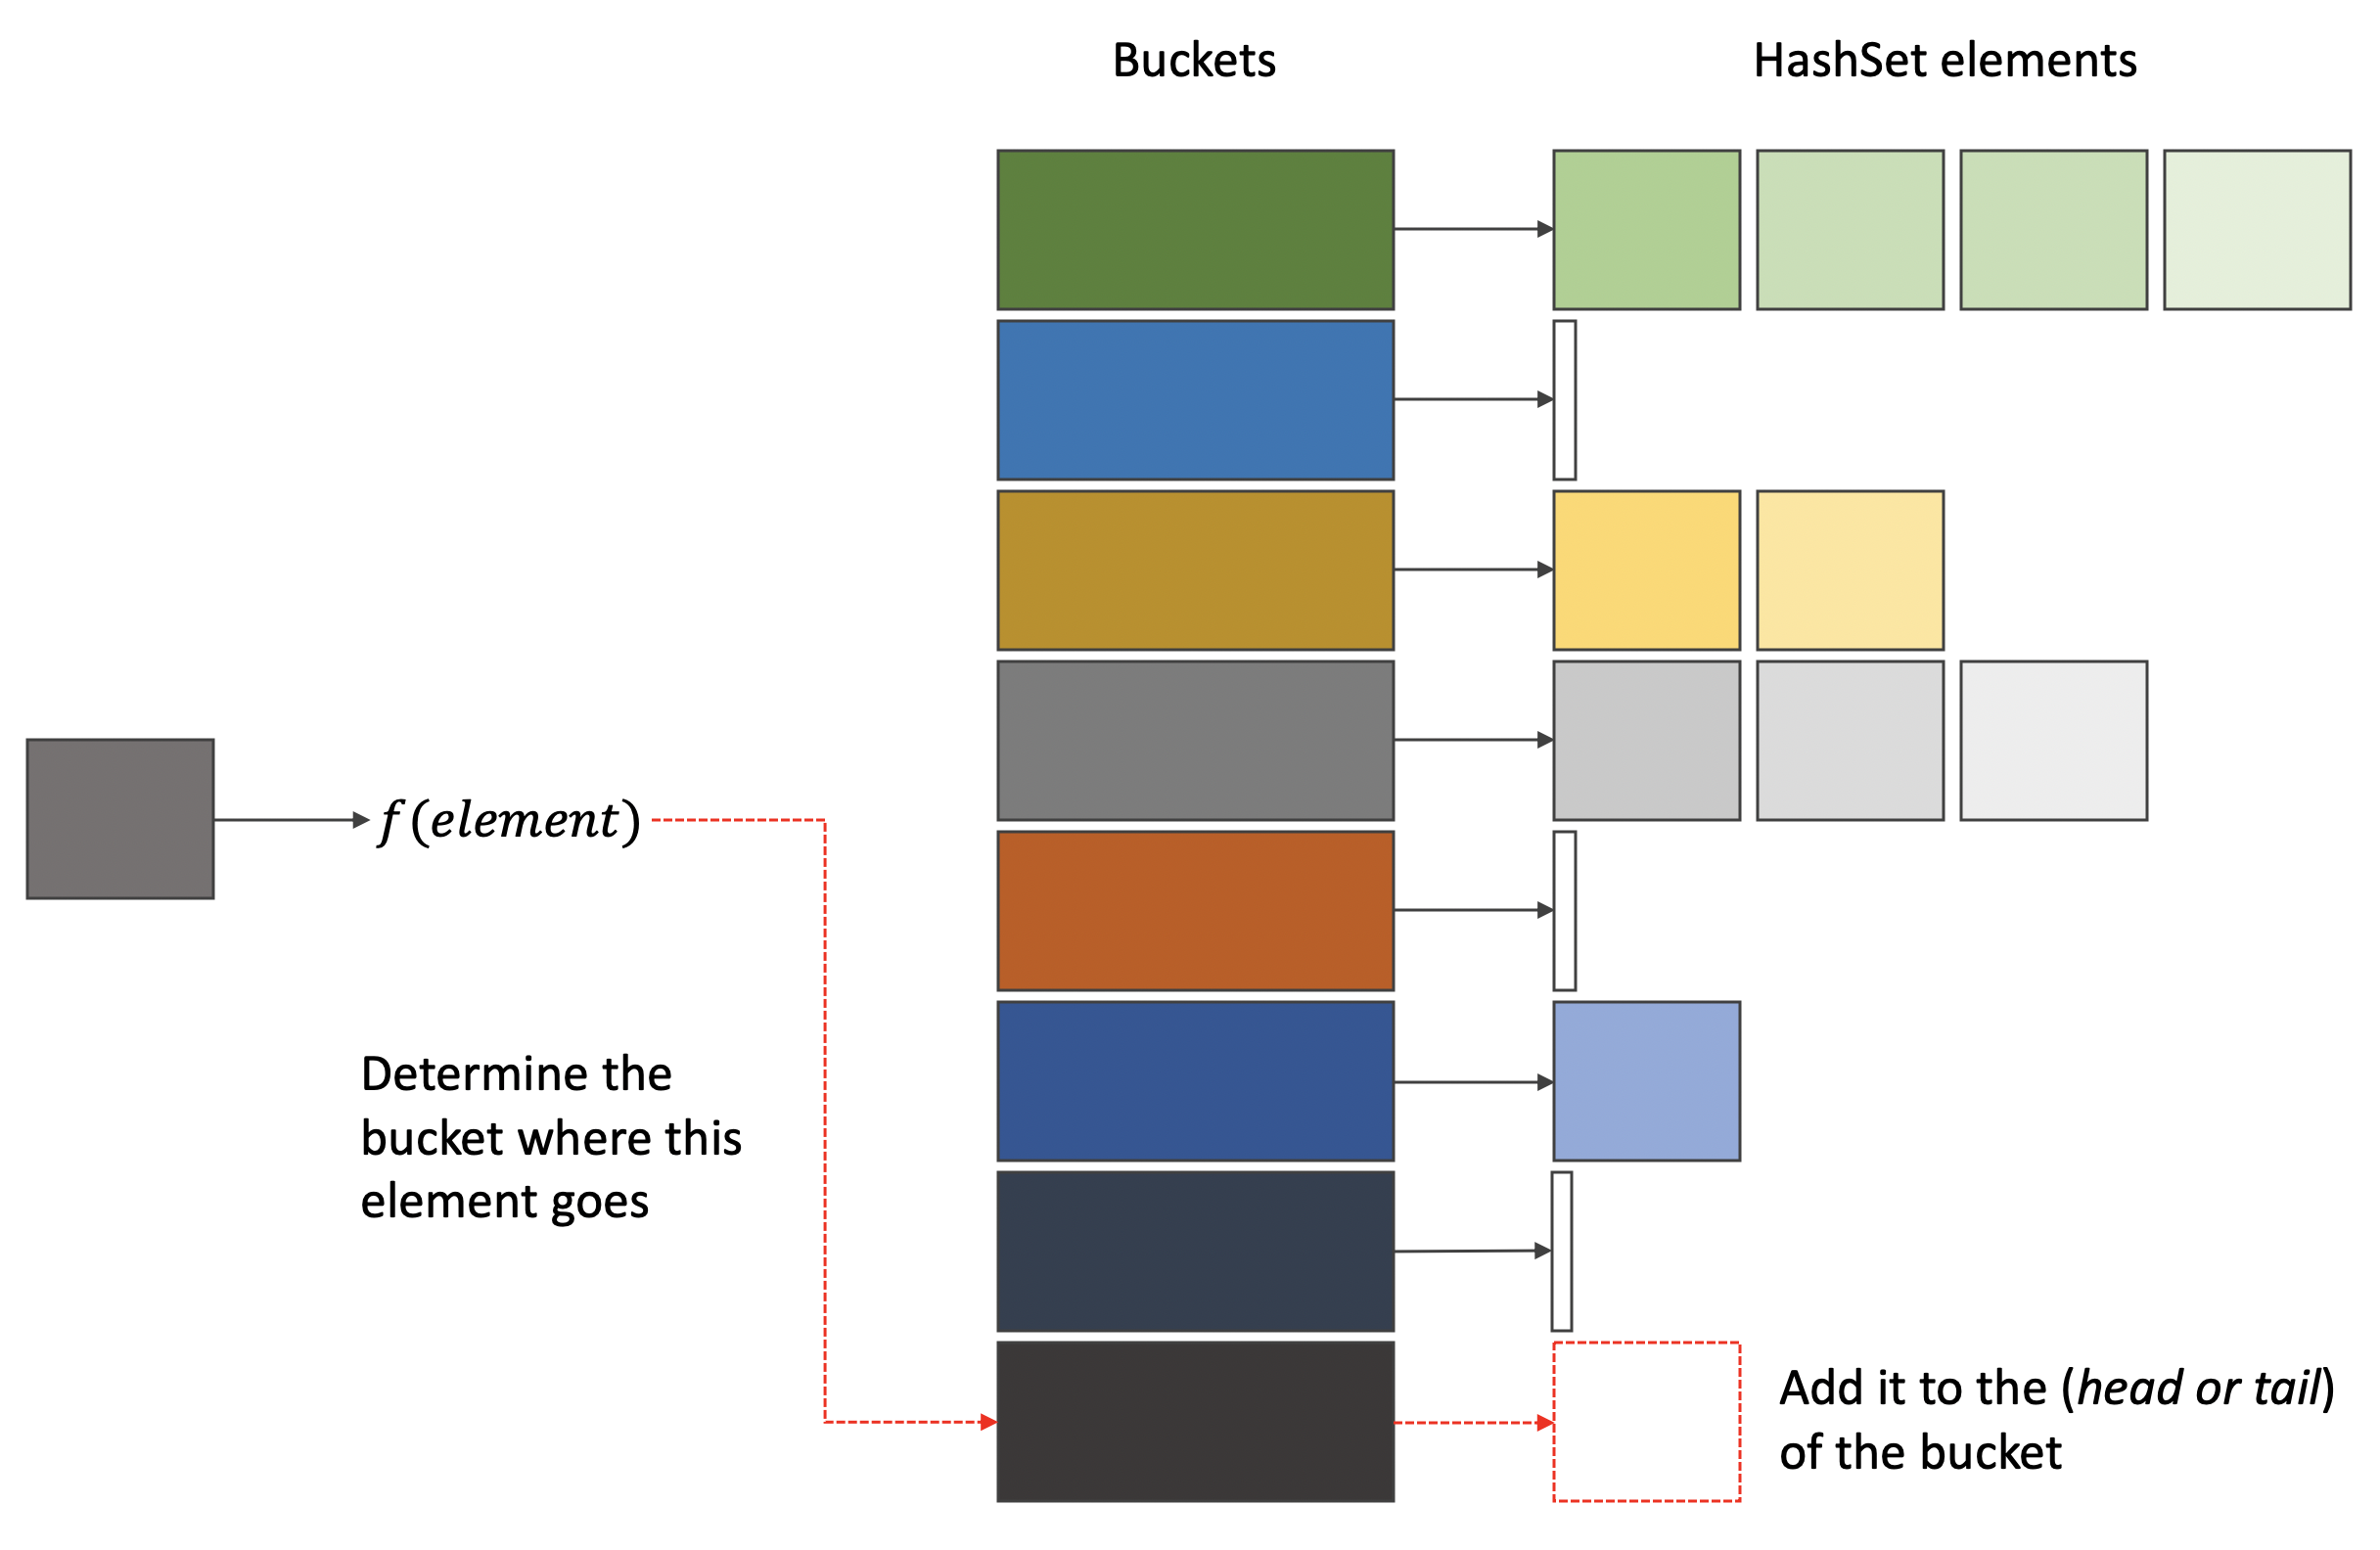 Buckets
HashSet elements
f(element)
Determine the
bucket where this
element goes
Add it to the (head or tail)
of the bucket